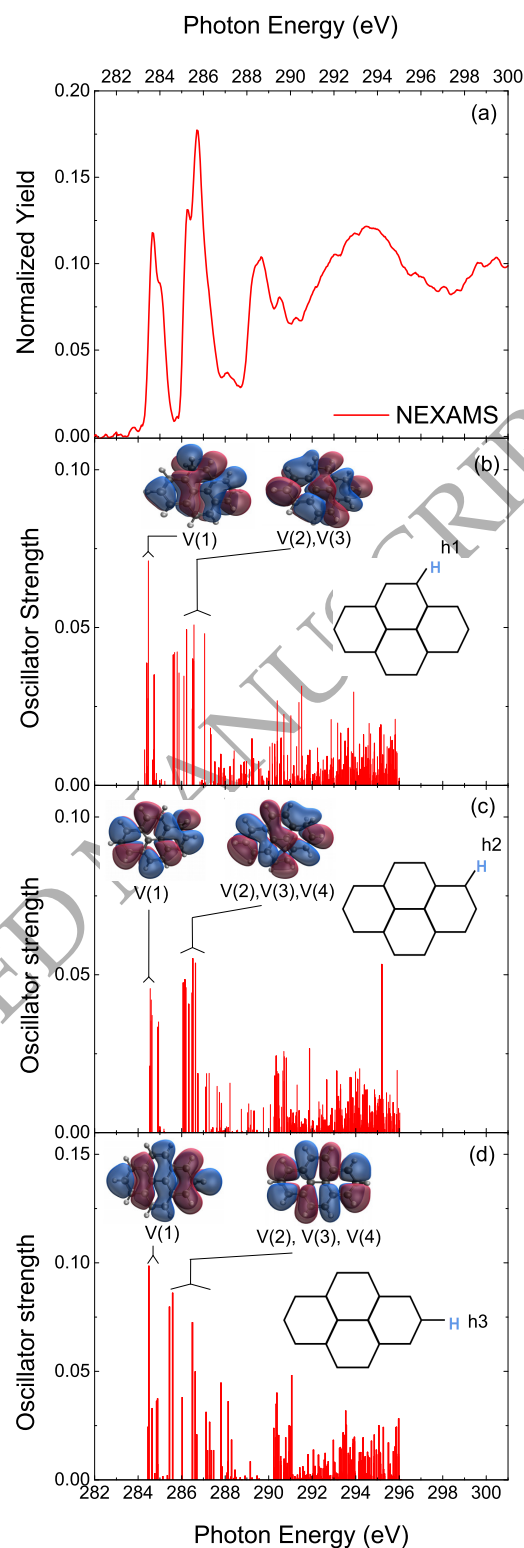 Photon Energy (eV)
282 284 286 288 290 292 294 296 298 300
0.20
(a)
0.15
Normalized Yield
0.10
0.05
NEXAMS
0.00
0.10
(b)
V(1)
V(2),V(3)
h1
H
Oscillator Strength
0.05
0.00
0.10
(c)
V(1)
V(2),V(3),V(4)
h2
H
Oscillator strength
0.05
0.00
0.15
(d)
V(1)
V(2), V(3), V(4)
0.10
H h3
Oscillator strength
0.05
0.00
282 284 286 288 290 292 294 296 298 300
Photon Energy (eV)
ED MANUSCRIP